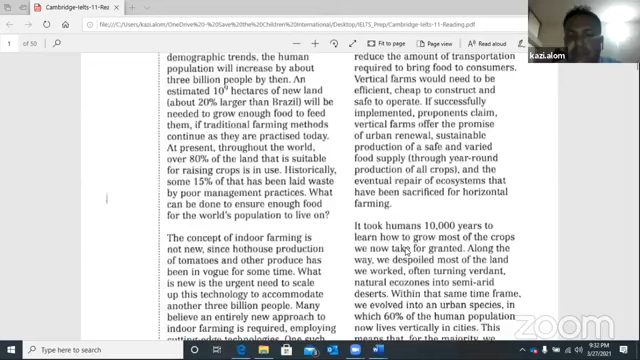 Cambridge-Ielts-11-Reading.pdf
file:///C:/Users/kazi.alom/OneDrive%20-%20Save%20the%20Children%20International/Desktop/IELTS_Prep/Cambridge-Ielts-11-Reading.pdf
1 of 50
Fit to page
Page view
Read aloud
kazi.alom
demographic trends, the human
population will increase by about
three billion people by then. An
estimated 10⁹ hectares of new land
(about 20% larger than Brazil) will be
needed to grow enough food to feed
them, if traditional farming methods
continue as they are practised today.
At present, throughout the world,
over 80% of the land that is suitable
for raising crops is in use. Historically,
some 15% of that has been laid waste
by poor management practices. What
can be done to ensure enough food
for the world's population to live on?
The concept of indoor farming is
not new, since hothouse production
of tomatoes and other produce has
been in vogue for some time. What
is new is the urgent need to scale
up this technology to accommodate
another three billion people. Many
believe an entirely new approach to
indoor farming is required, employing
cutting-edge technologies. One such
reduce the amount of transportation
required to bring food to consumers.
Vertical farms would need to be
efficient, cheap to construct and
safe to operate. If successfully
implemented, proponents claim,
vertical farms offer the promise
of urban renewal, sustainable
production of a safe and varied
food supply (through year-round
production of all crops), and the
eventual repair of ecosystems that
have been sacrificed for horizontal
farming.
It took humans 10,000 years to
learn how to grow most of the crops
we now take for granted. Along the
way, we despoiled most of the land
we worked, often turning verdant,
natural ecozones into semi-arid
deserts. Within that same time frame,
we evolved into an urban species, in
which 60% of the human population
now lives vertically in cities. This
means that, for the majority, we
zoom
Type here to search
9:32 PM
3/27/2021